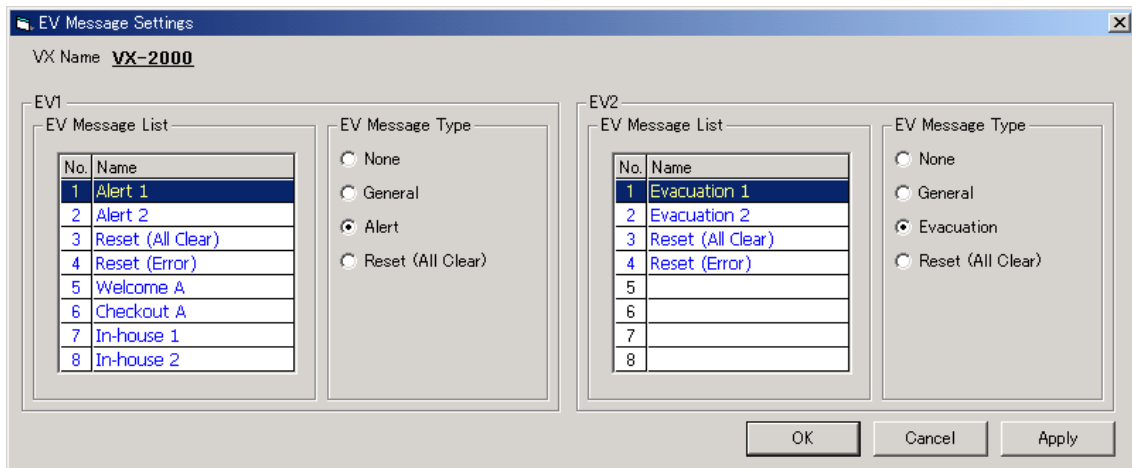 EV Message Settings
VX Name VX-2000
EV1
EV Message List
No. Name
1 Alert 1
2 Alert 2
3 Reset (All Clear)
4 Reset (Error)
5 Welcome A
6 Checkout A
7 In-house 1
8 In-house 2
EV Message Type
None
General
Alert
Reset (All Clear)
EV2
EV Message List
No. Name
1 Evacuation 1
2 Evacuation 2
3 Reset (All Clear)
4 Reset (Error)
5
6
7
8
EV Message Type
None
General
Evacuation
Reset (All Clear)
OK Cancel Apply